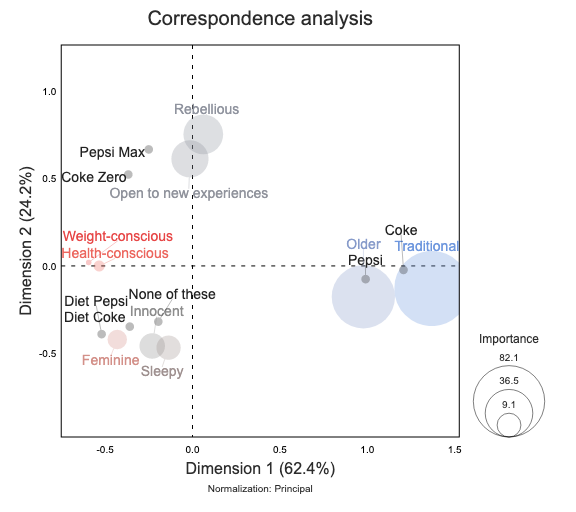 Correspondence analysis
1.0
Rebellious
Pepsi Max
Coke Zero
0.5
Open to new experiences
Dimension 2 (24.2%)
Weight-conscious
Health-conscious
0.0
Coke
Older
Traditional
Pepsi
Diet Pepsi
None of these
Diet Coke
Innocent
-0.5
Feminine
Sleepy
Importance
82.1
36.5
9.1
-0.5 0.0 0.5 1.0 1.5
Dimension 1 (62.4%)
Normalization: Principal